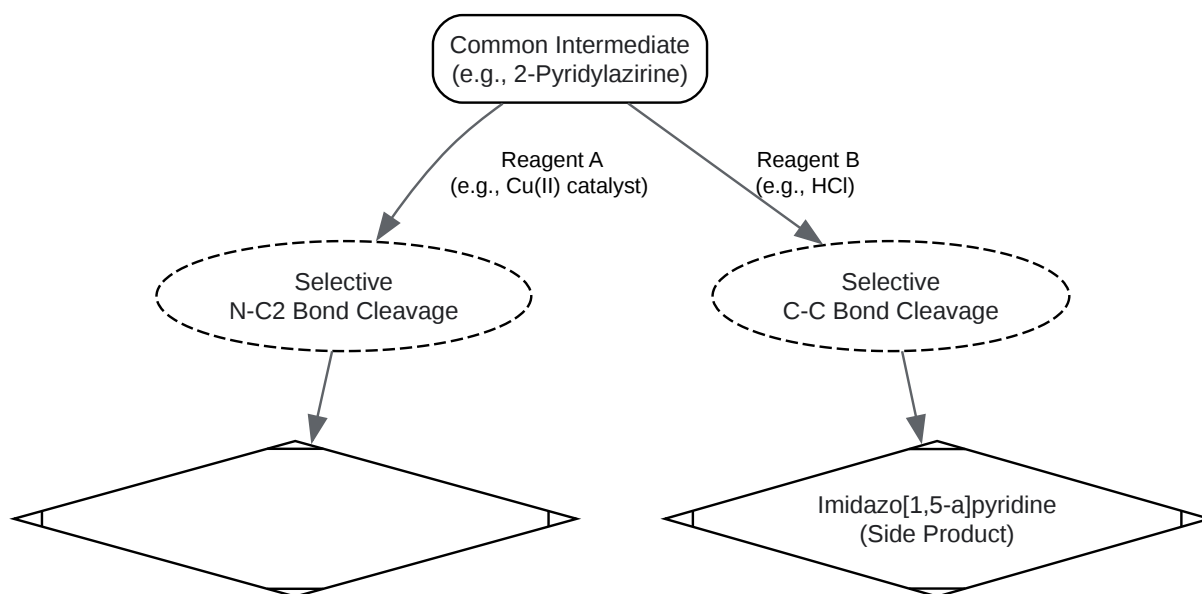 Common Intermediate
(e.g., 2-Pyridylazirine)
Reagent A
(e.g., Cu(II) catalyst)
Reagent B
(e.g., HCl)
Selective
N-C2 Bond Cleavage
Selective
C-C Bond Cleavage
Imidazo[1,5-a]pyridine
(Side Product)